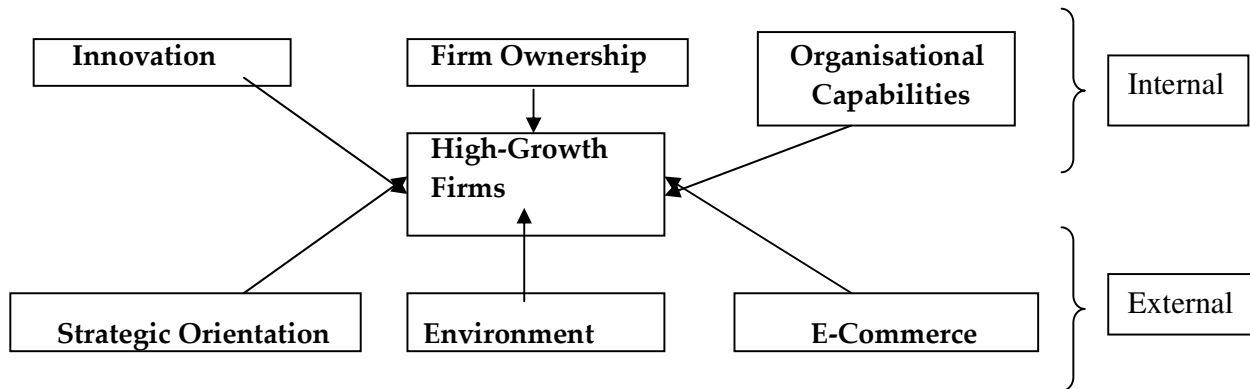 Innovation
Firm Ownership
Organisational
Capabilities
Internal
High-Growth
Firms
Strategic Orientation
Environment
E-Commerce
External